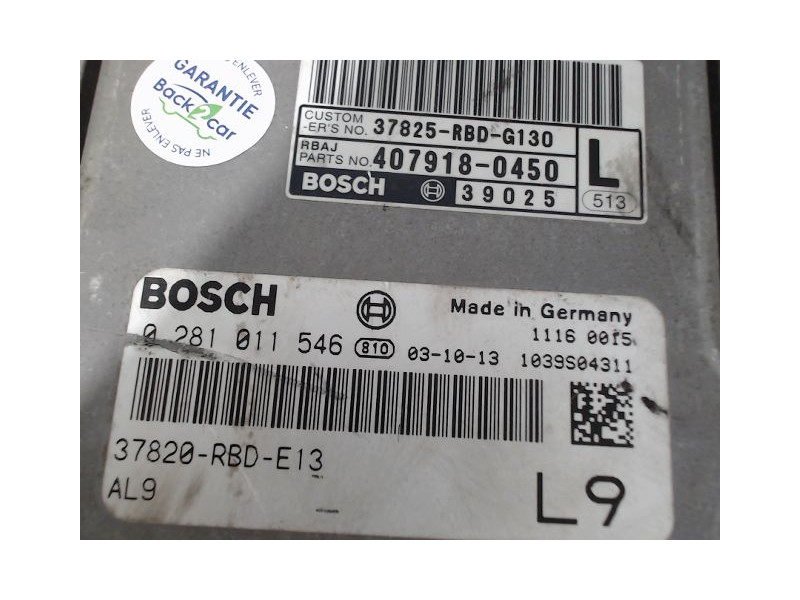 ENLEVER
GARANTIE
Back2car
NE PAS ENLEVER
CUSTOM
-ER'S NO. 37825-RBD-G130
RBAJ
PARTS NO. 407918-0450
L
BOSCH 39025
513
BOSCH
Made in Germany
0 281 011 546 810 03-10-13
1116 0015
1039S04311
37820-RBD-E13
AL9
L9